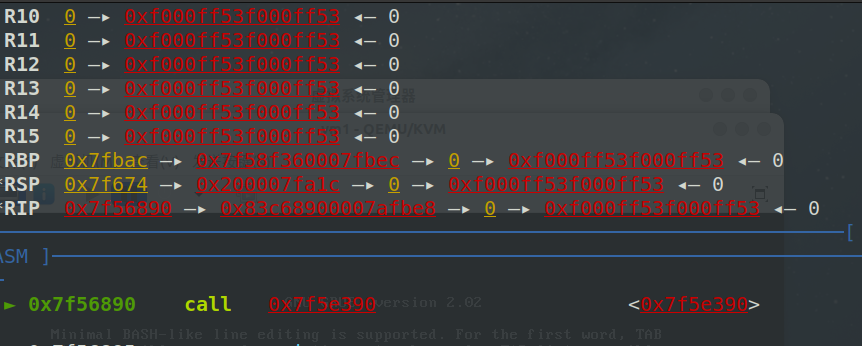 R10 0 —▸ 0xf000ff53f000ff53 ◂— 0
R11 0 —▸ 0xf000ff53f000ff53 ◂— 0
R12 0 —▸ 0xf000ff53f000ff53 ◂— 0
R13 0 —▸ 0xf000ff53f000ff53 ◂— 0
R14 0 —▸ 0xf000ff53f000ff53 ◂— 0
R15 0 —▸ 0xf000ff53f000ff53 ◂— 0
QEMU/KVM
RBP 0x7fbac —▸ 0x7f58f360007fbec —▸ 0 —▸ 0xf000ff53f000ff53 ◂— 0
*RSP 0x7f674 —▸ 0x200007fa1c —▸ 0 —▸ 0xf000ff53f000ff53 ◂— 0
*RIP 0x7f56890 —▸ 0x83c68900007afbe8 —▸ 0 —▸ 0xf000ff53f000ff53 ◂— 0
[
ASM ]
► 0x7f56890 call 0x7f5e390 <0x7f5e390>
version 2.02
Minimal BASH-like line editing is supported. For the first word, TAB